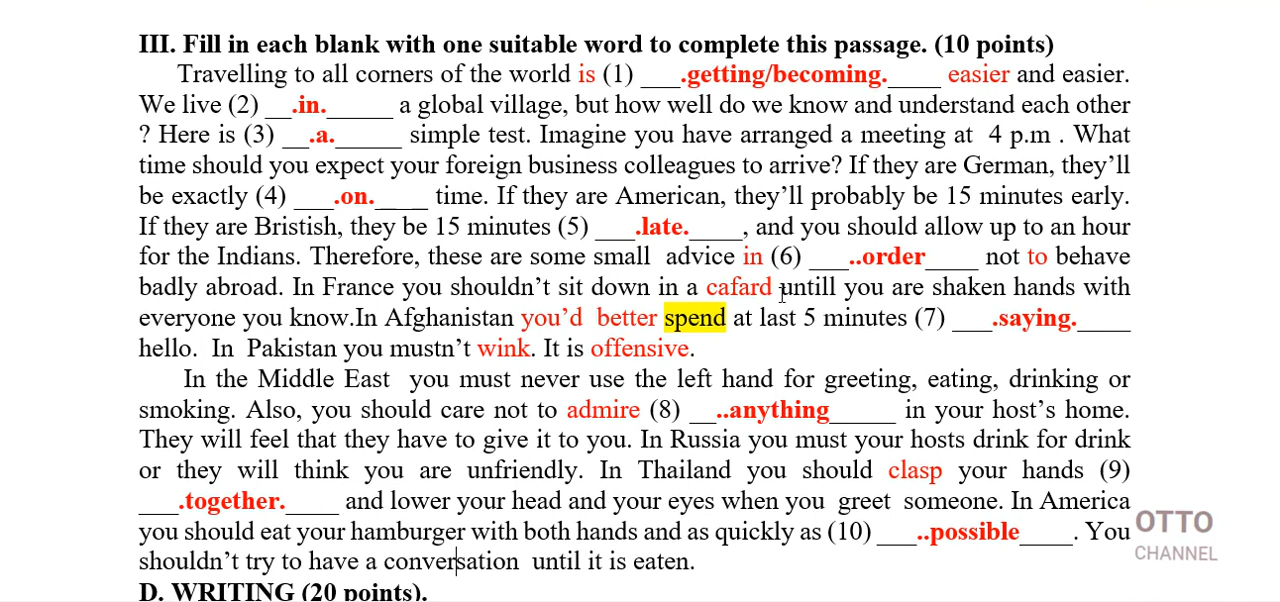 III. Fill in each blank with one suitable word to complete this passage. (10 points)
Travelling to all corners of the world is (1) ___.getting/becoming.____ easier and easier.
We live (2) __.in._____ a global village, but how well do we know and understand each other
? Here is (3) __.a._____ simple test. Imagine you have arranged a meeting at 4 p.m . What
time should you expect your foreign business colleagues to arrive? If they are German, they’ll
be exactly (4) ___.on.____ time. If they are American, they’ll probably be 15 minutes early.
If they are Bristish, they be 15 minutes (5) ___.late.____, and you should allow up to an hour
for the Indians. Therefore, these are some small advice in (6) ___..order____ not to behave
badly abroad. In France you shouldn’t sit down in a cafard untill you are shaken hands with
everyone you know.In Afghanistan you’d better spend at last 5 minutes (7) ___.saying.____
hello. In Pakistan you mustn’t wink. It is offensive.
In the Middle East you must never use the left hand for greeting, eating, drinking or
smoking. Also, you should care not to admire (8) __..anything_____ in your host’s home.
They will feel that they have to give it to you. In Russia you must your hosts drink for drink
or they will think you are unfriendly. In Thailand you should clasp your hands (9)
___.together.____ and lower your head and your eyes when you greet someone. In America
you should eat your hamburger with both hands and as quickly as (10) ___..possible____. You
shouldn’t try to have a conversation until it is eaten.
D. WRITING (20 points).
OTTO
CHANNEL